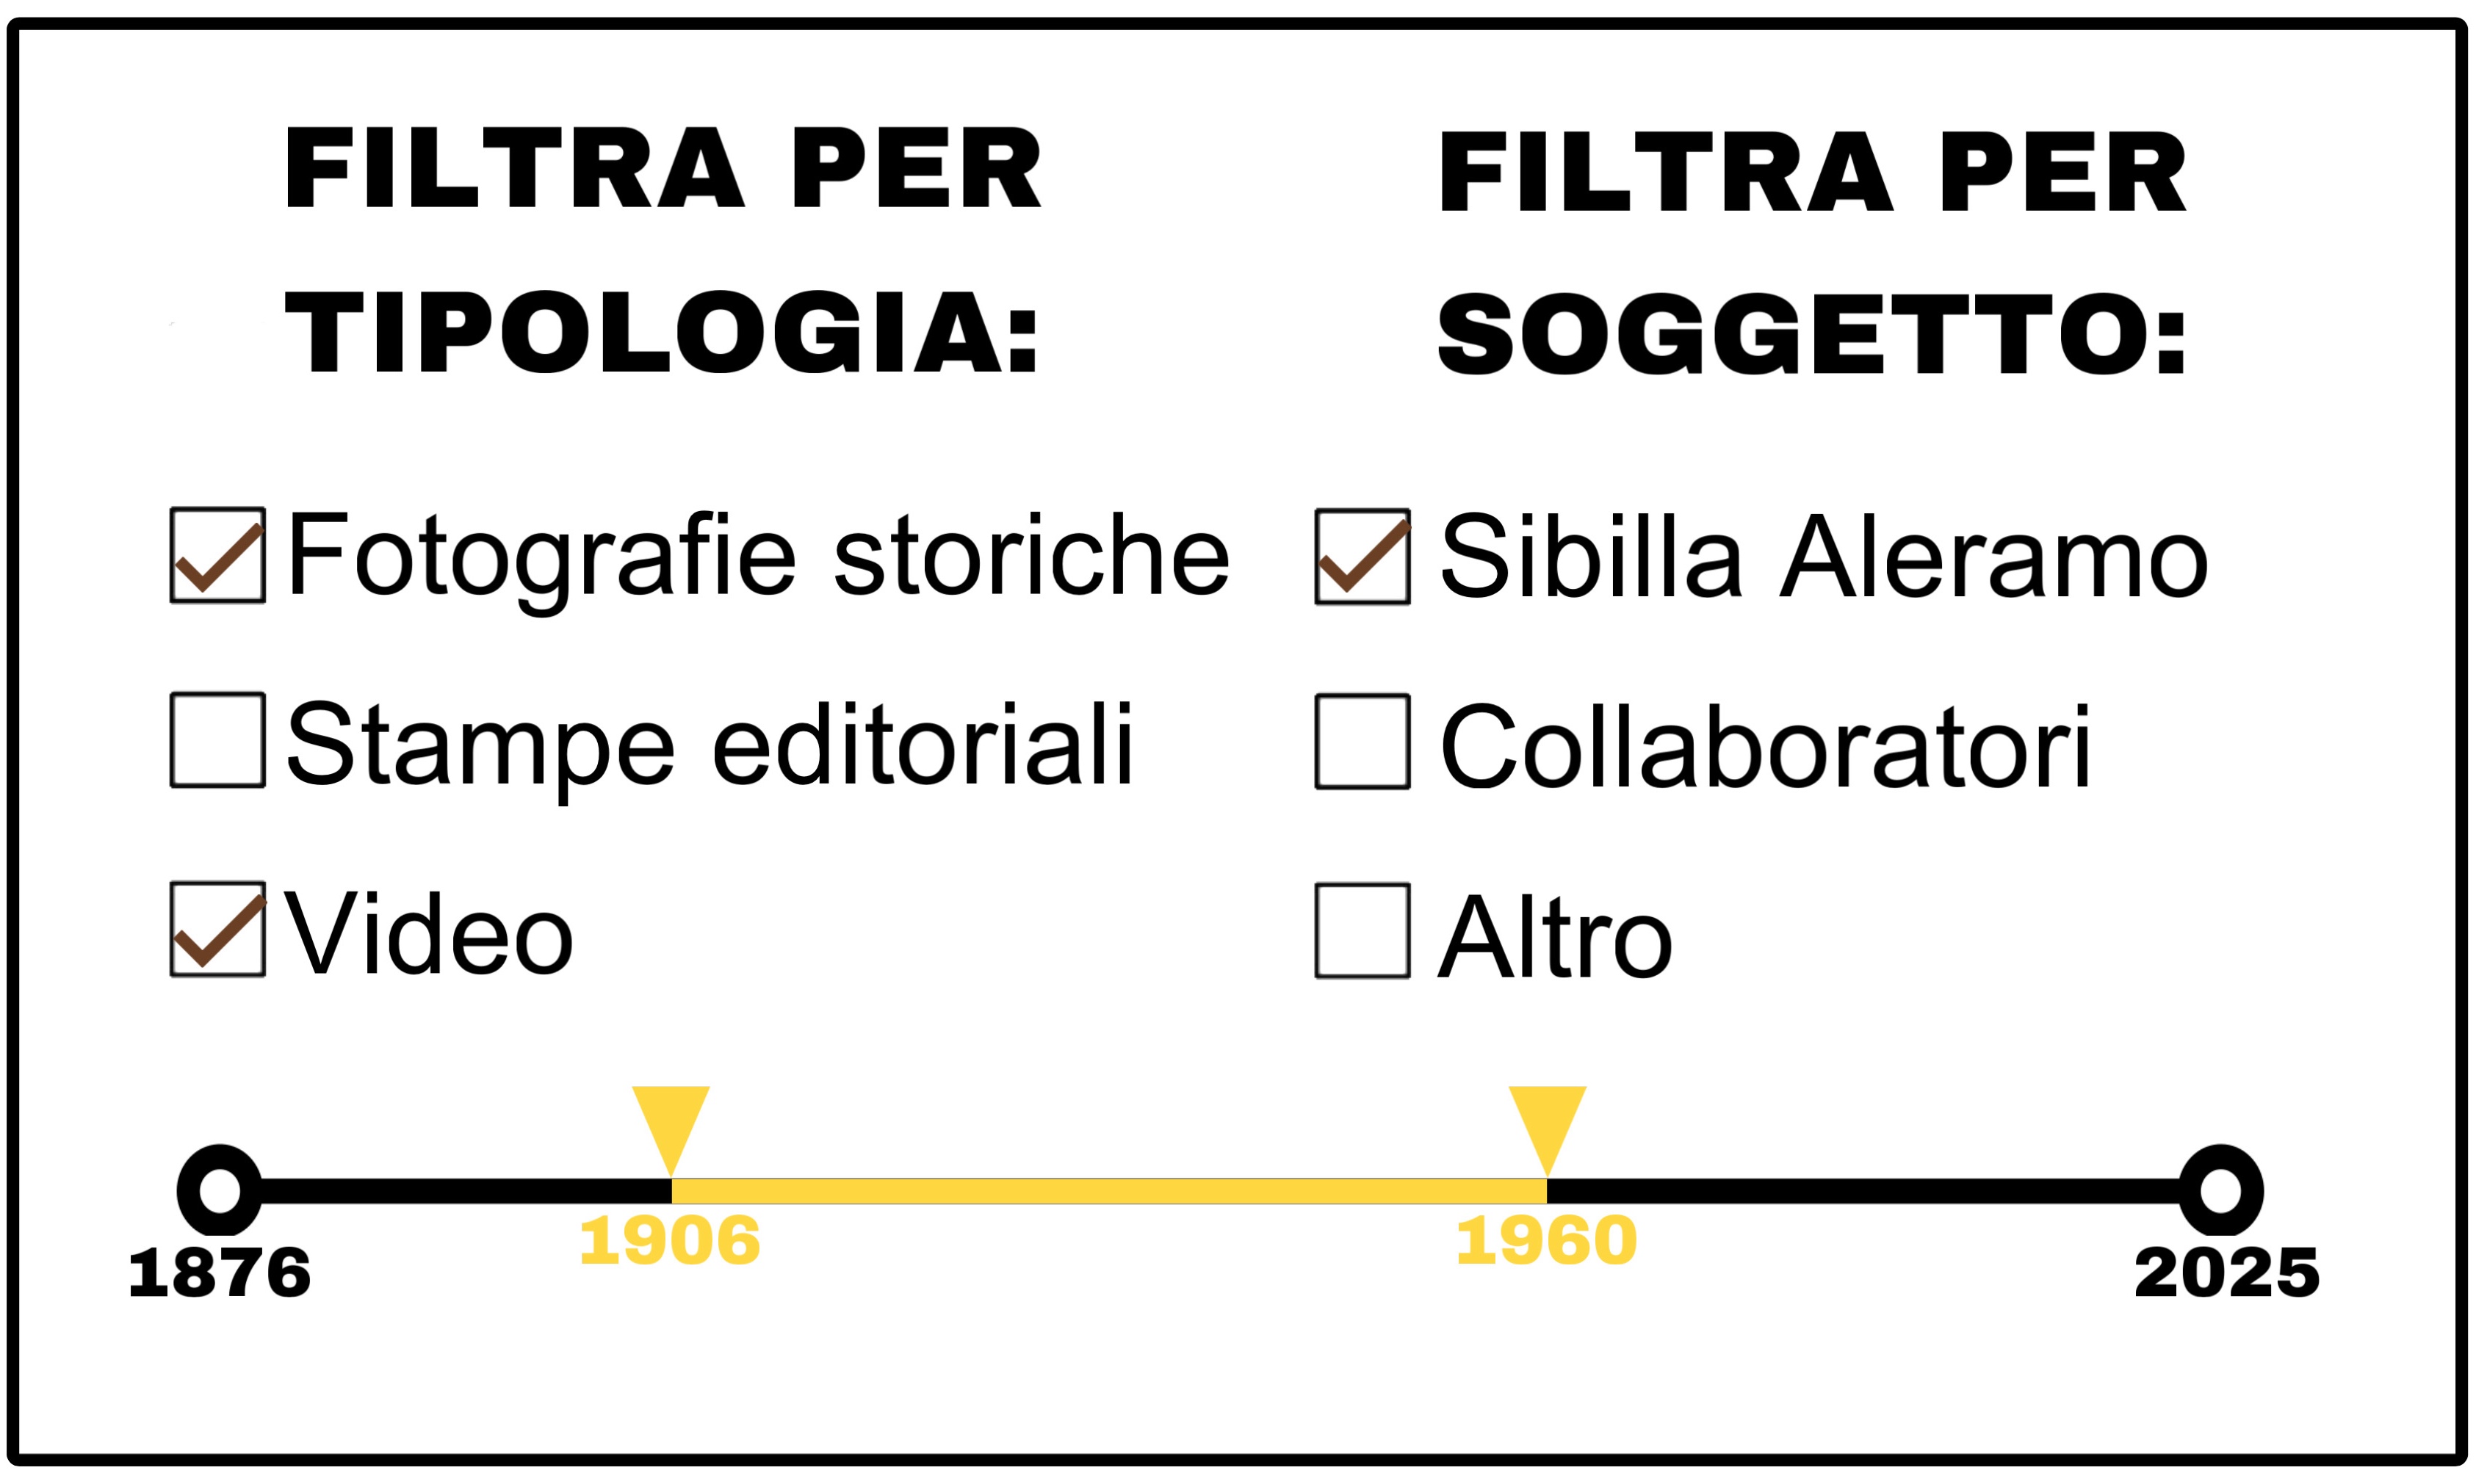 FILTRA PER
TIPOLOGIA:
Fotografie storiche
Stampe editoriali
Video
FILTRA PER
SOGGETTO:
Sibilla Aleramo
Collaboratori
Altro
1876
1906
1960
2025